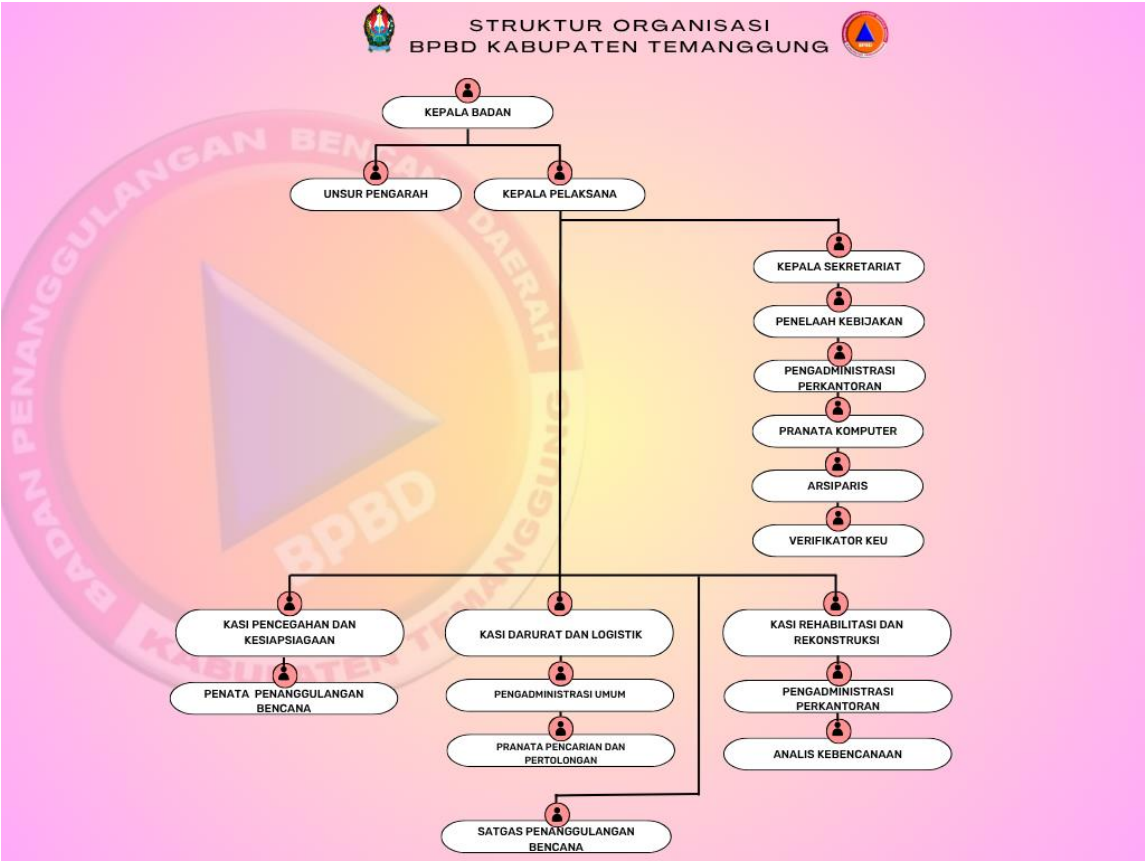 STRUKTUR ORGANISASI
BPBD KABUPATEN TEMANGGUNG
KEPALA BADAN
UNSUR PENGARAH
KEPALA PELAKSANA
KEPALA SEKRETARIAT
PENELAAH KEBIJAKAN
PENGADMINISTRASI
PERKANTORAN
PRANATA KOMPUTER
ARSIPARIS
VERIFIKATOR KEU
KASI PENCEGAHAN DAN
KESIAPSIAGAAN
PENATA PENANGGULANGAN
BENCANA
KASI DARURAT DAN LOGISTIK
PENGADMINISTRASI UMUM
PRANATA PENCARIAN DAN
PERTOLONGAN
KASI REHABILITASI DAN
REKONSTRUKSI
PENGADMINISTRASI
PERKANTORAN
ANALIS KEBENCANAAN
SATGAS PENANGGULANGAN
BENCANA
BADAN PENANGGULANGAN BENCANA DAERAH
KABUPATEN TEMANGGUNG
BPBD